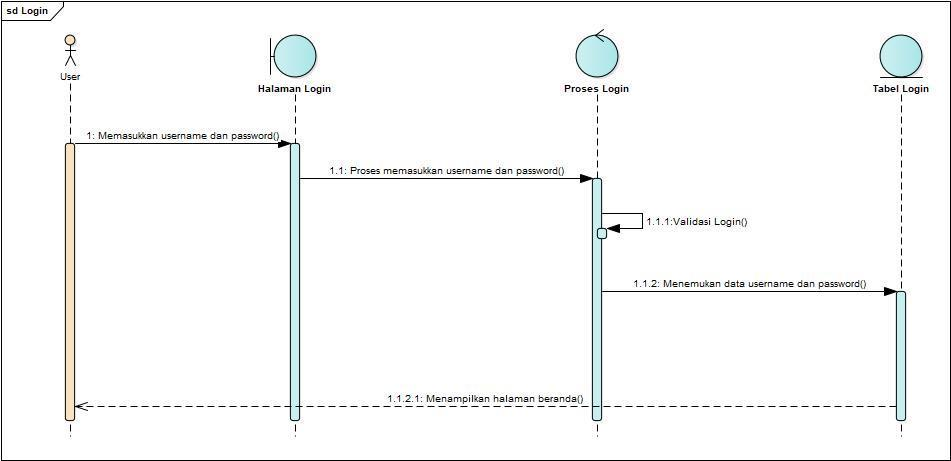 sd Login
User
Halaman Login
Proses Login
Tabel Login
1: Memasukkan username dan password()
1.1: Proses memasukkan username dan password()
1.1.1:Validasi Login()
1.1.2: Menemukan data username dan password()
1.1.2.1: Menampilkan halaman beranda()